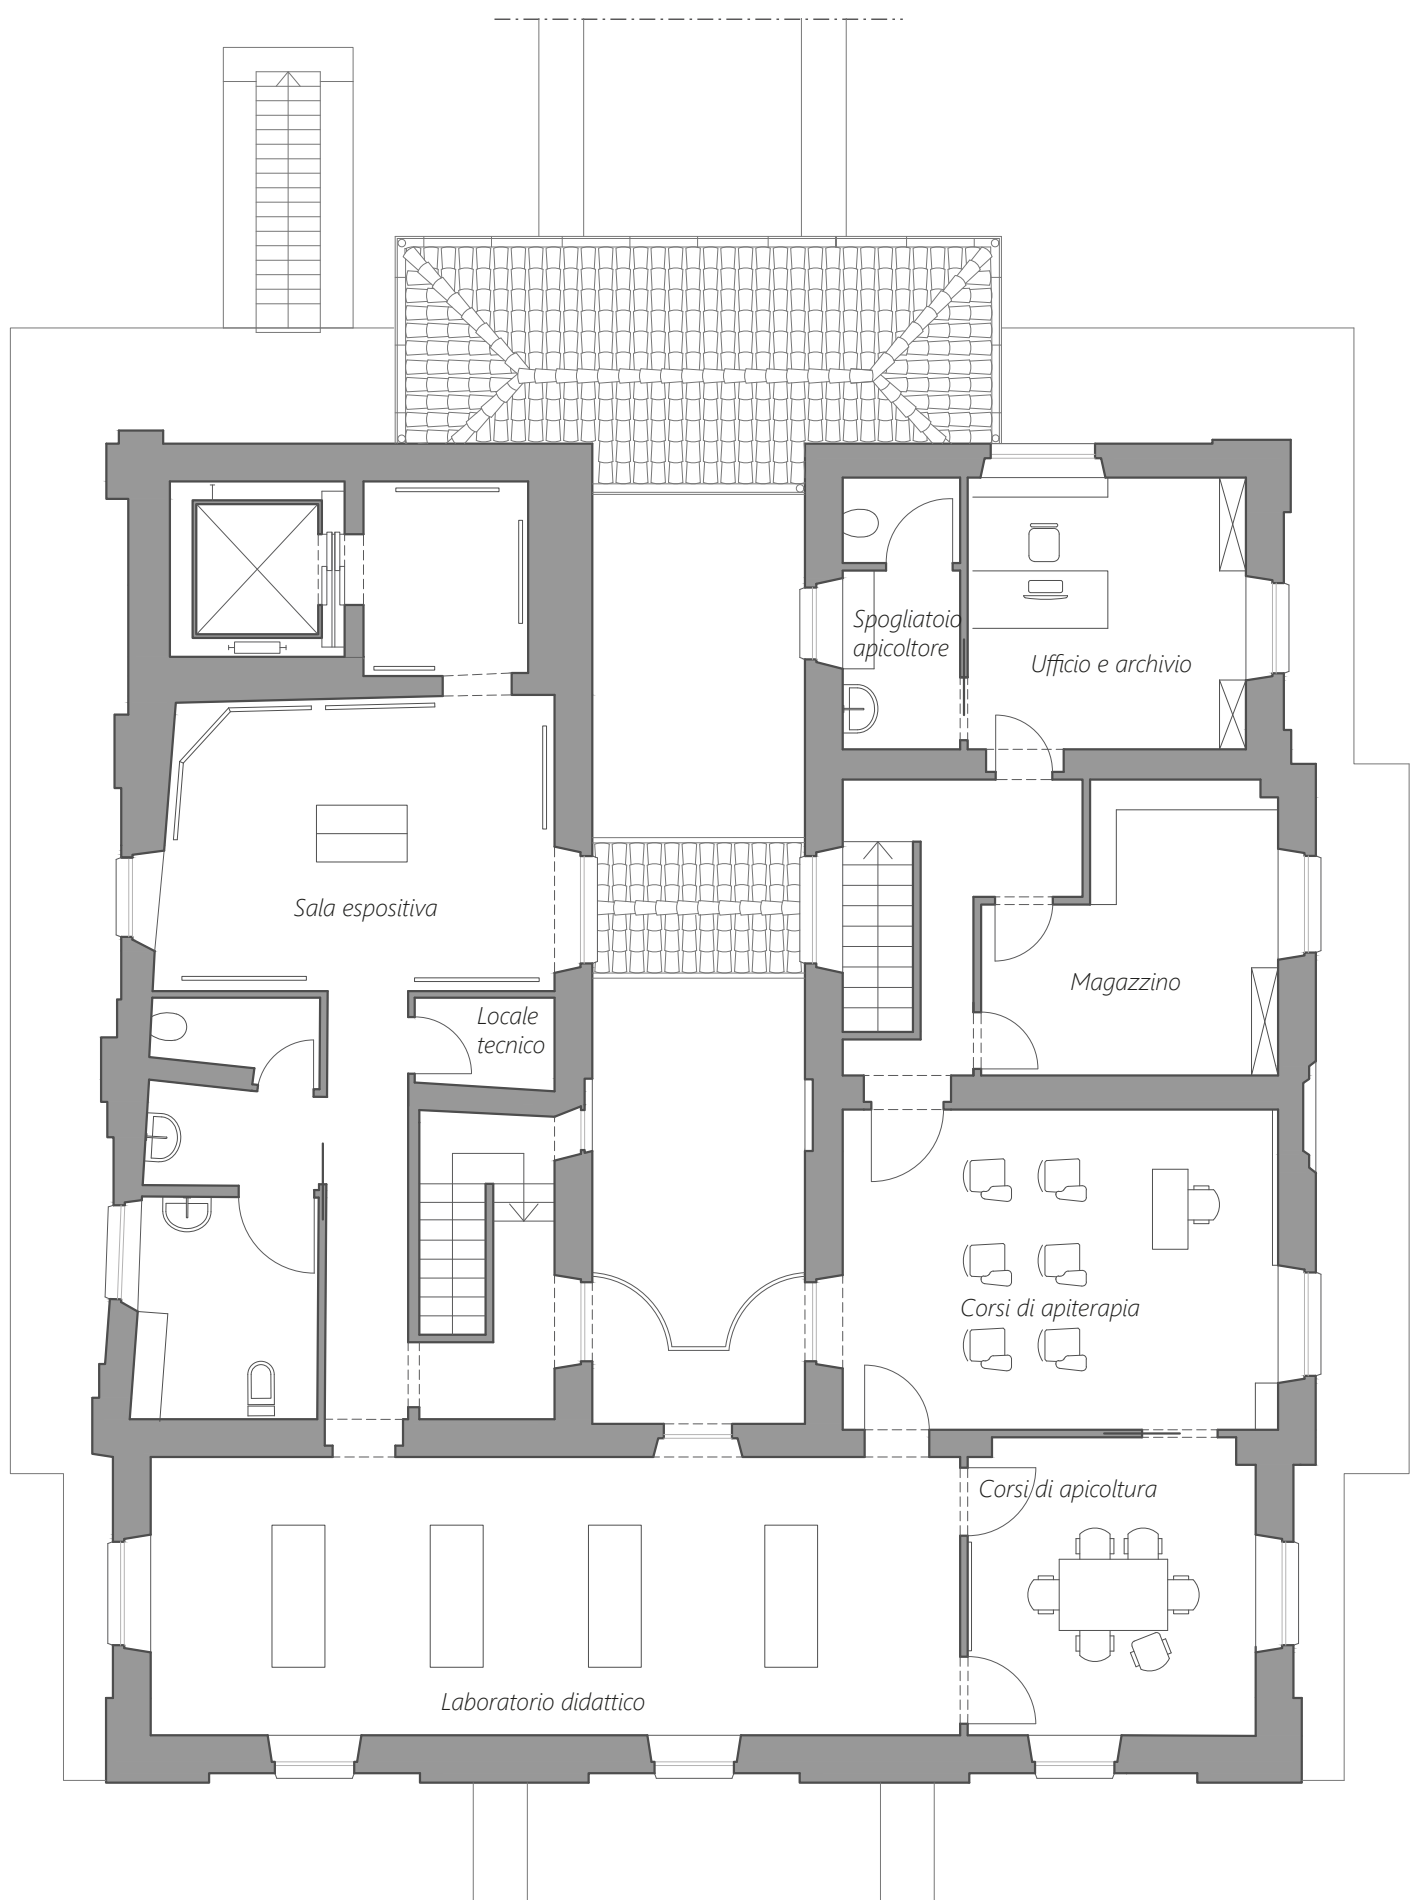 Spogliatoio
apicoltore
Ufficio e archivio
Sala espositiva
Magazzino
Locale
tecnico
Corsi di apiterapia
Corsi di apicoltura
Laboratorio didattico